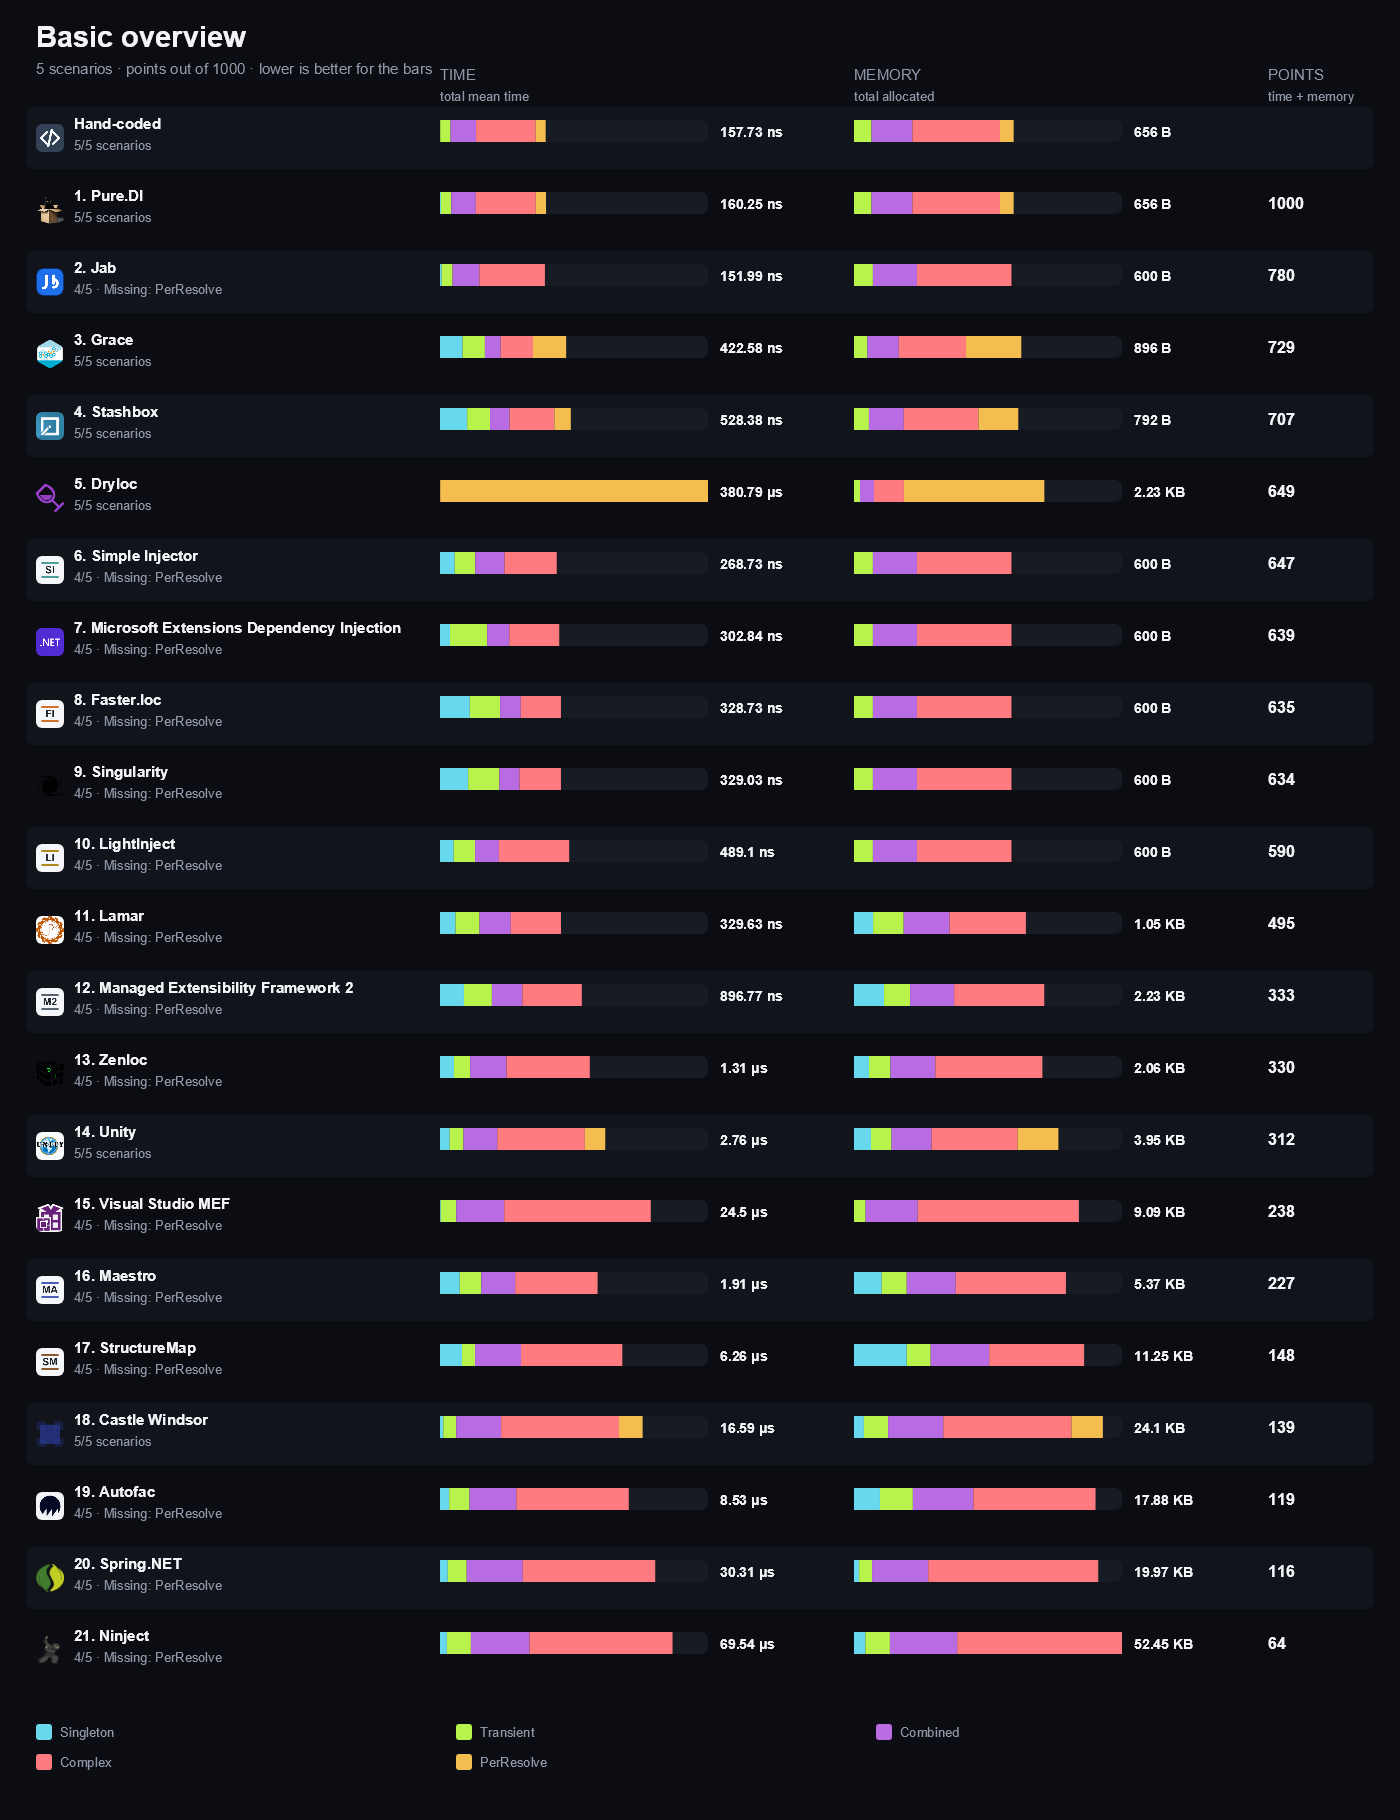 Basic overview
5 scenarios · points out of 1000 · lower is better for the bars
TIME
MEMORY
POINTS
total mean time
total allocated
time + memory
Hand-coded
5/5 scenarios
157.73 ns
656 B
1. Pure.DI
5/5 scenarios
160.25 ns
656 B
1000
Jb
2. Jab
4/5 · Missing: PerResolve
151.99 ns
600 B
780
3. Grace
5/5 scenarios
422.58 ns
896 B
729
4. Stashbox
5/5 scenarios
528.38 ns
792 B
707
5. DryIoc
5/5 scenarios
380.79 µs
2.23 KB
649
SI
6. Simple Injector
4/5 · Missing: PerResolve
268.73 ns
600 B
647
.NET
7. Microsoft Extensions Dependency Injection
4/5 · Missing: PerResolve
302.84 ns
600 B
639
FI
8. Faster.Ioc
4/5 · Missing: PerResolve
328.73 ns
600 B
635
9. Singularity
4/5 · Missing: PerResolve
329.03 ns
600 B
634
LI
10. LightInject
4/5 · Missing: PerResolve
489.1 ns
600 B
590
11. Lamar
4/5 · Missing: PerResolve
329.63 ns
1.05 KB
495
M2
12. Managed Extensibility Framework 2
4/5 · Missing: PerResolve
896.77 ns
2.23 KB
333
13. ZenIoc
4/5 · Missing: PerResolve
1.31 µs
2.06 KB
330
UNITY
14. Unity
5/5 scenarios
2.76 µs
3.95 KB
312
15. Visual Studio MEF
4/5 · Missing: PerResolve
24.5 µs
9.09 KB
238
MA
16. Maestro
4/5 · Missing: PerResolve
1.91 µs
5.37 KB
227
SM
17. StructureMap
4/5 · Missing: PerResolve
6.26 µs
11.25 KB
148
18. Castle Windsor
5/5 scenarios
16.59 µs
24.1 KB
139
19. Autofac
4/5 · Missing: PerResolve
8.53 µs
17.88 KB
119
20. Spring.NET
4/5 · Missing: PerResolve
30.31 µs
19.97 KB
116
21. Ninject
4/5 · Missing: PerResolve
69.54 µs
52.45 KB
64
Singleton
Transient
Combined
Complex
PerResolve